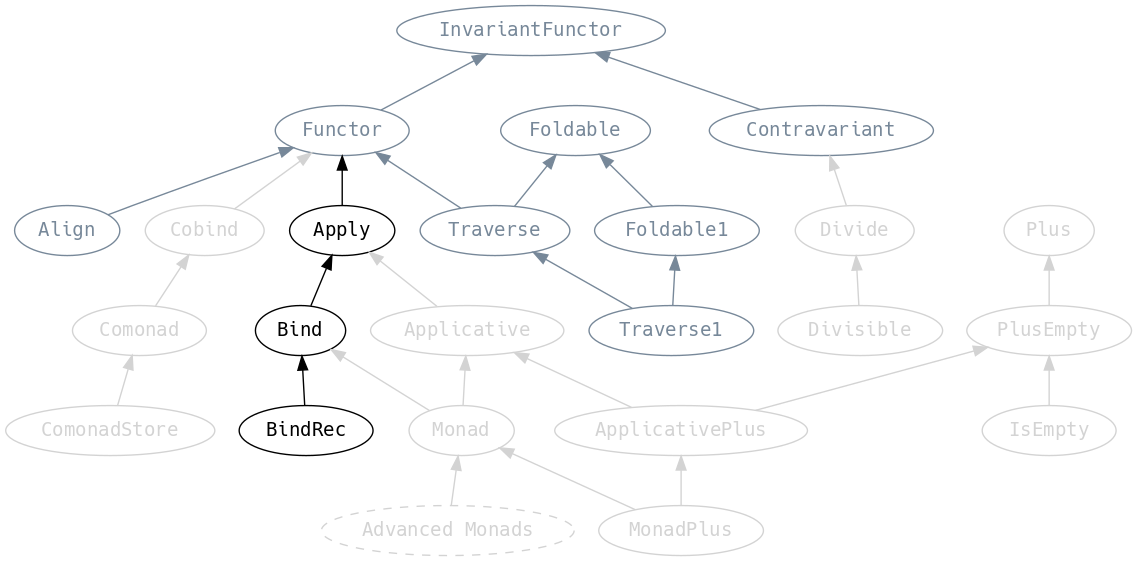 InvariantFunctor
Functor
Foldable
Contravariant
Align
Cobind
Apply
Traverse
Foldable1
Divide
Plus
Comonad
Bind
Applicative
Traverse1
Divisible
PlusEmpty
ComonadStore
BindRec
Monad
ApplicativePlus
IsEmpty
Advanced Monads
MonadPlus